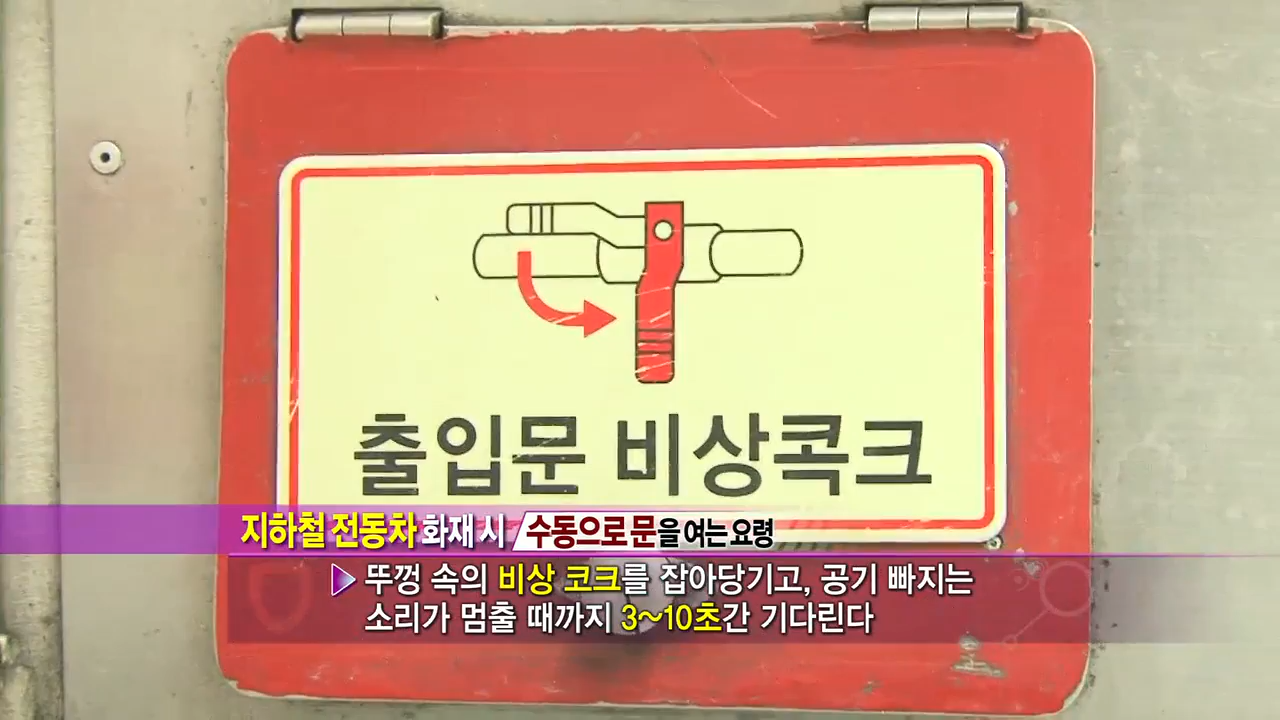 출입문 비상콕크
지하철 전동차 화재 시 수동으로 문을 여는 요령
뚜껑 속의 비상 코크를 잡아당기고, 공기 빠지는
소리가 멈출 때까지 3~10초간 기다린다